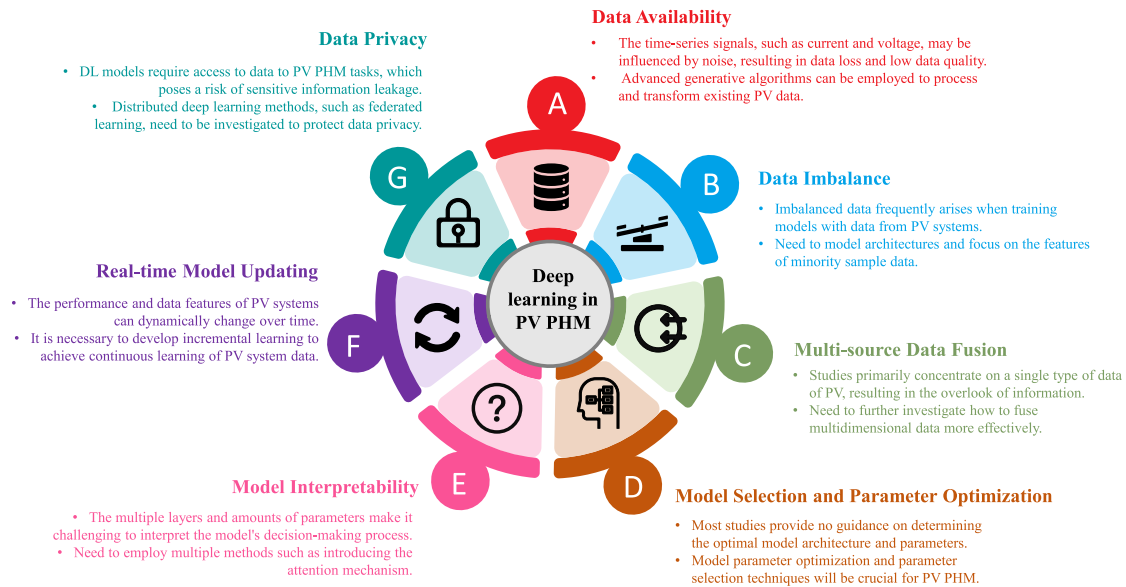 Data Availability
• The time-series signals, such as current and voltage, may be
influenced by noise, resulting in data loss and low data quality.
• Advanced generative algorithms can be employed to process
and transform existing PV data.
A
Data Imbalance
• Imbalanced data frequently arises when training
models with data from PV systems.
• Need to model architectures and focus on the features
of minority sample data.
B
Multi-source Data Fusion
• Studies primarily concentrate on a single type of data
of PV, resulting in the overlook of information.
• Need to further investigate how to fuse
multidimensional data more effectively.
C
Model Selection and Parameter Optimization
• Most studies provide no guidance on determining
the optimal model architecture and parameters.
• Model parameter optimization and parameter
selection techniques will be crucial for PV PHM.
D
Model Interpretability
• The multiple layers and amounts of parameters make it
challenging to interpret the model's decision-making process.
• Need to employ multiple methods such as introducing the
attention mechanism.
E
Real-time Model Updating
• The performance and data features of PV systems
can dynamically change over time.
• It is necessary to develop incremental learning to
achieve continuous learning of PV system data.
F
Data Privacy
• DL models require access to data to PV PHM tasks, which
poses a risk of sensitive information leakage.
• Distributed deep learning methods, such as federated
learning, need to be investigated to protect data privacy.
G
Deep
learning in
PV PHM
?